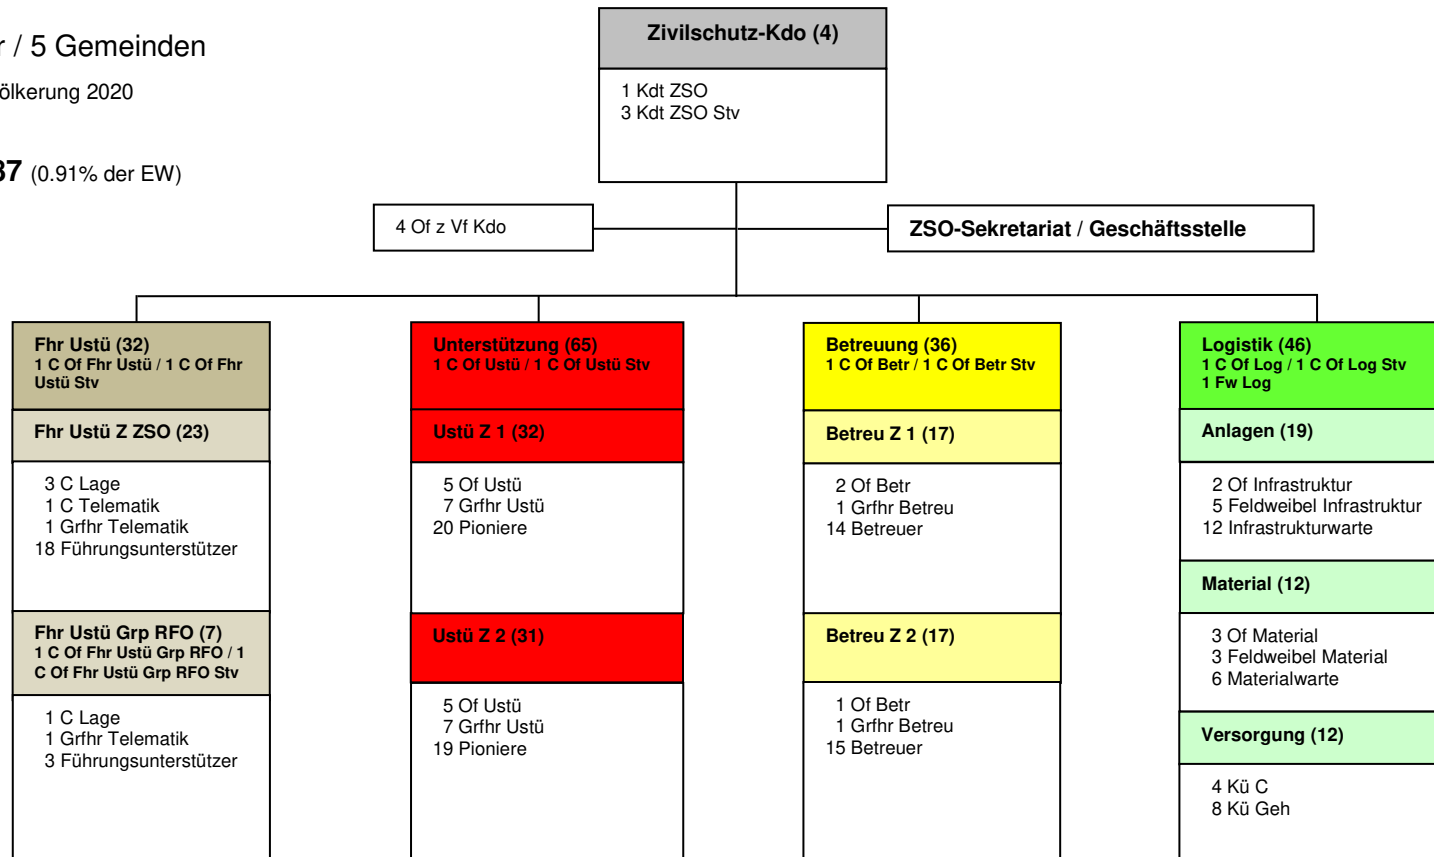 Zivilschutz-Kdo (4)
1 Kdt ZSO
3 Kdt ZSO Stv
r / 5 Gemeinden
ölkerung 2020
37 (0.91% der EW)
4 Of z Vf Kdo
ZSO-Sekretariat / Geschäftsstelle
Fhr Ustü (32)
1 C Of Fhr Ustü / 1 C Of Fhr
Ustü Stv
Fhr Ustü Z ZSO (23)
3 C Lage
1 C Telematik
1 Grfhr Telematik
18 Führungsunterstützer
Fhr Ustü Grp RFO (7)
1 C Of Fhr Ustü Grp RFO / 1
C Of Fhr Ustü Grp RFO Stv
1 C Lage
1 Grfhr Telematik
3 Führungsunterstützer
Unterstützung (65)
1 C Of Ustü / 1 C Of Ustü Stv
Ustü Z 1 (32)
5 Of Ustü
7 Grfhr Ustü
20 Pioniere
Ustü Z 2 (31)
5 Of Ustü
7 Grfhr Ustü
19 Pioniere
Betreuung (36)
1 C Of Betr / 1 C Of Betr Stv
Betreu Z 1 (17)
2 Of Betr
1 Grfhr Betreu
14 Betreuer
Betreu Z 2 (17)
1 Of Betr
1 Grfhr Betreu
15 Betreuer
Logistik (46)
1 C Of Log / 1 C Of Log Stv
1 Fw Log
Anlagen (19)
2 Of Infrastruktur
5 Feldweibel Infrastruktur
12 Infrastrukturwarte
Material (12)
3 Of Material
3 Feldweibel Material
6 Materialwarte
Versorgung (12)
4 Kü C
8 Kü Geh